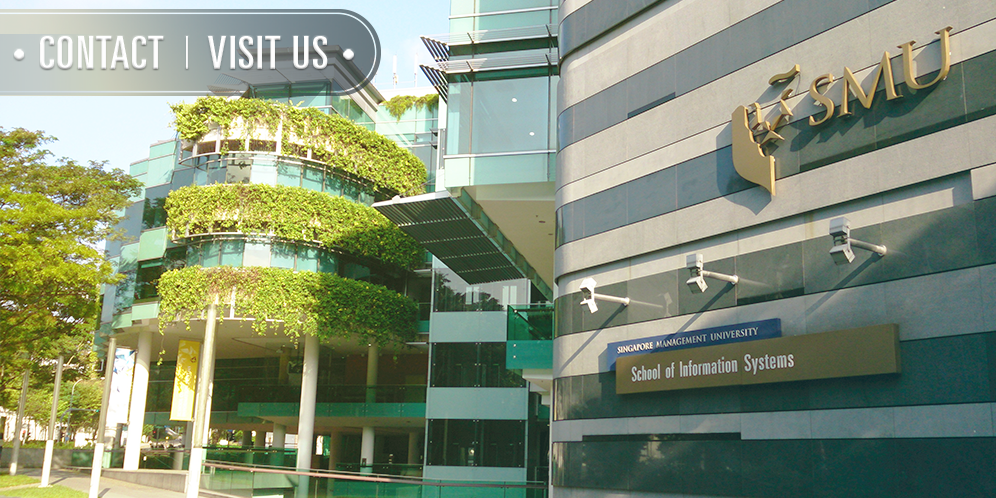 • CONTACT | VISIT US •
SMU
SINGAPORE MANAGEMENT UNIVERSITY
School of Information Systems